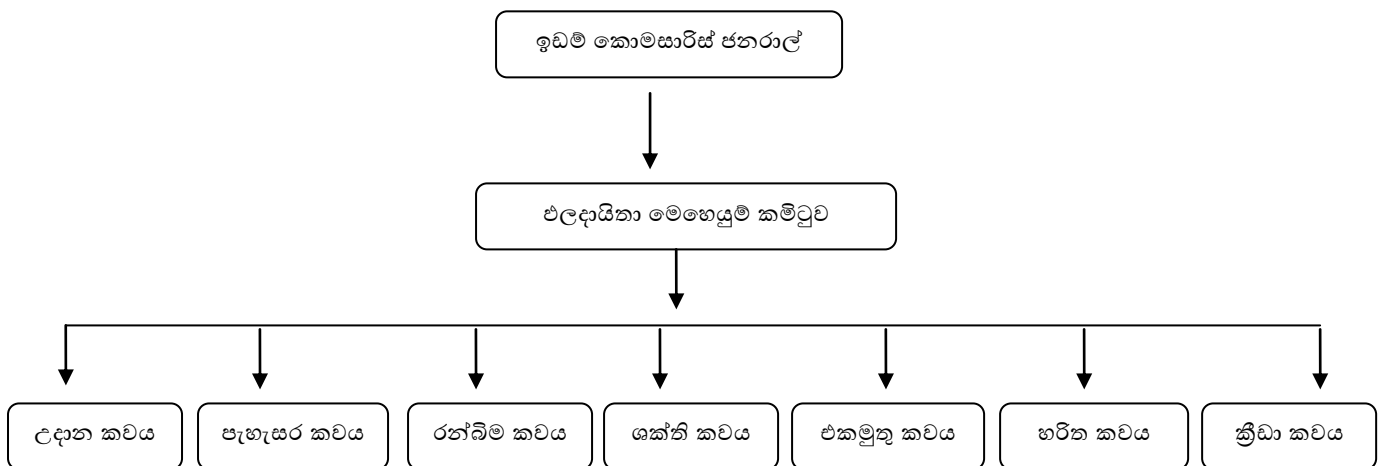 ඉඩම් කොමසාරිස් ජනරාල්
ඵලදායිතා මෙහෙයුම් කමිටුව
උදාන කවය
පැහැසර කවය
රන්බිම කවය
ශක්ති කවය
එකමුතු කවය
හරිත කවය
ක්‍රීඩා කවය